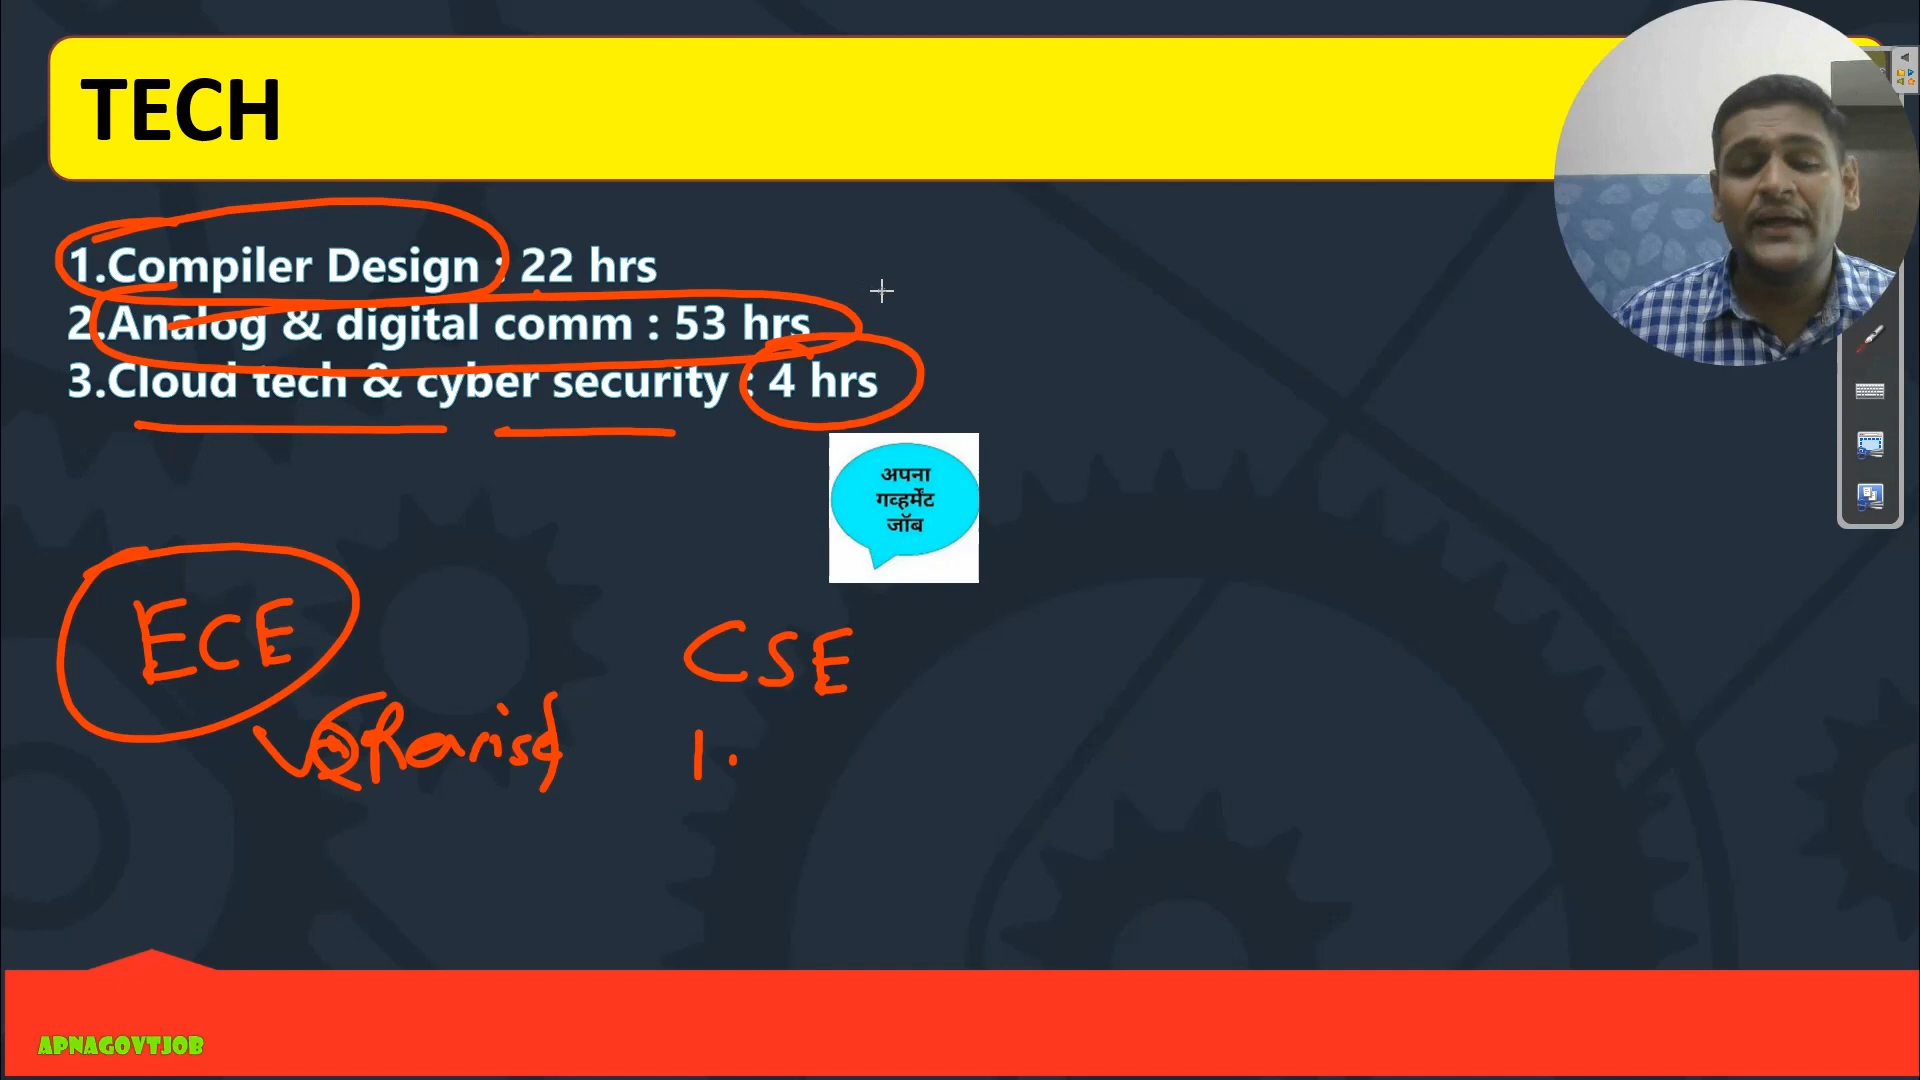 TECH
1.Compiler Design : 22 hrs
2.Analog & digital comm : 53 hrs
3.Cloud tech & cyber security : 4 hrs
अपना
गव्हर्मेंट
जॉब
ECE
CSE
1.
APNAGOVTJOB